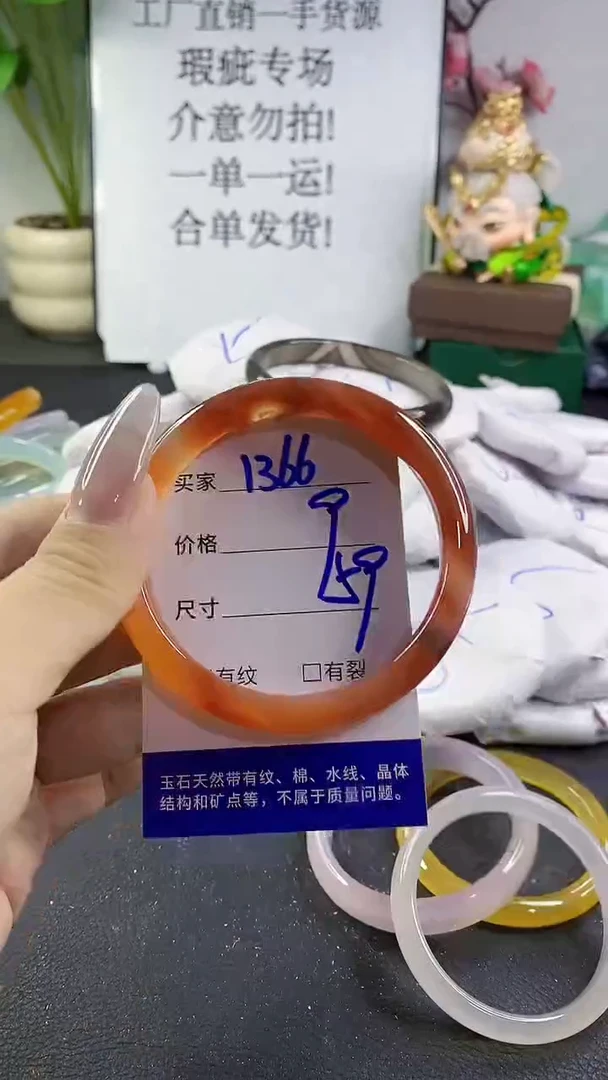 工厂直销一手货源
瑕疵专场
介意勿拍!
一单一运!
合单发货!
买家 1366
价格
尺寸 59
有纹 □有裂
玉石天然带有纹、棉、水线、晶体
结构和矿点等，不属于质量问题。